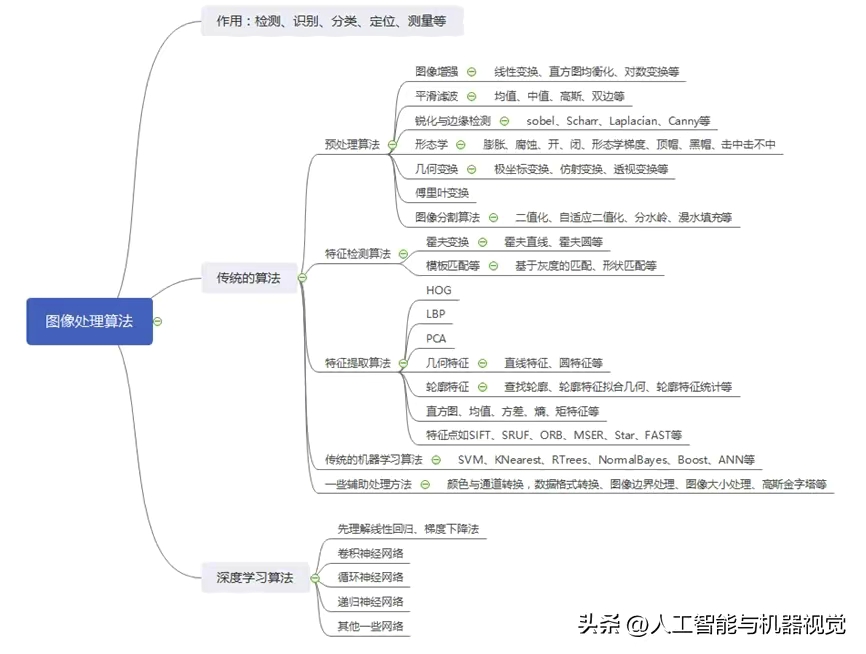 作用：检测、识别、分类、定位、测量等
图像增强 线性变换、直方图均衡化、对数变换等
平滑滤波 均值、中值、高斯、双边等
锐化与边缘检测 sobel、Scharr、Laplacian、Canny等
预处理算法 形态学 膨胀、腐蚀、开、闭、形态学梯度、顶帽、黑帽、击中击不中
几何变换 极坐标变换、仿射变换、透视变换等
傅里叶变换
图像分割算法 二值化、自适应二值化、分水岭、漫水填充等
特征检测算法 霍夫变换 霍夫直线、霍夫圆等
模板匹配等 基于灰度的匹配、形状匹配等
传统的算法
HOG
LBP
图像处理算法
PCA
特征提取算法 几何特征 直线特征、圆特征等
轮廓特征 查找轮廓、轮廓特征拟合几何、轮廓特征统计等
直方图、均值、方差、熵、矩特征等
特征点如SIFT、SRUF、ORB、MSER、Star、FAST等
传统的机器学习算法 SVM、KNearest、RTrees、NormalBayes、Boost、ANN等
一些辅助处理方法 颜色与通道转换，数据格式转换、图像边界处理、图像大小处理、高斯金字塔等
先理解线性回归、梯度下降法
卷积神经网络
深度学习算法 循环神经网络
递归神经网络
其他一些网络
头条 @人工智能与机器视觉